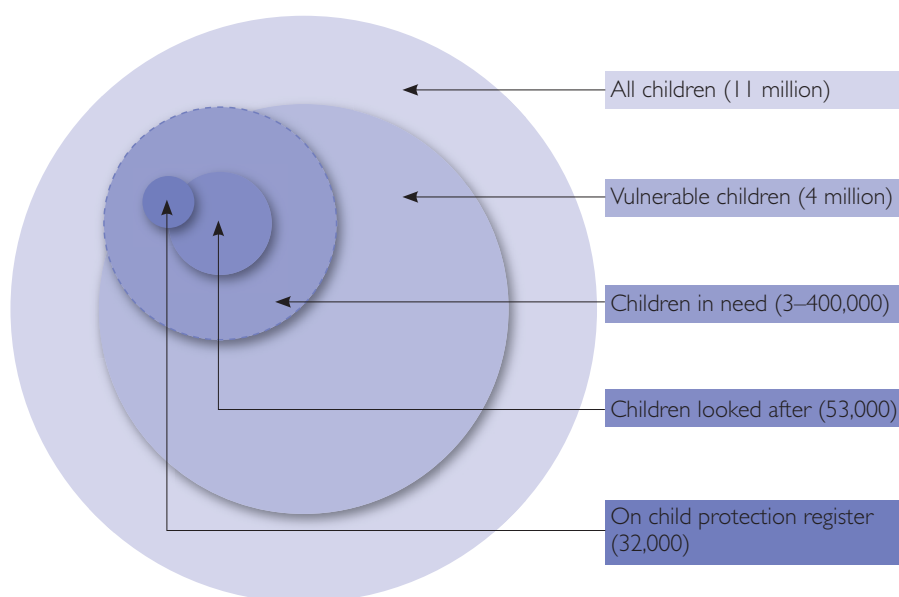 All children (11 million)
Vulnerable children (4 million)
Children in need (3–400,000)
Children looked after (53,000)
On child protection register
(32,000)